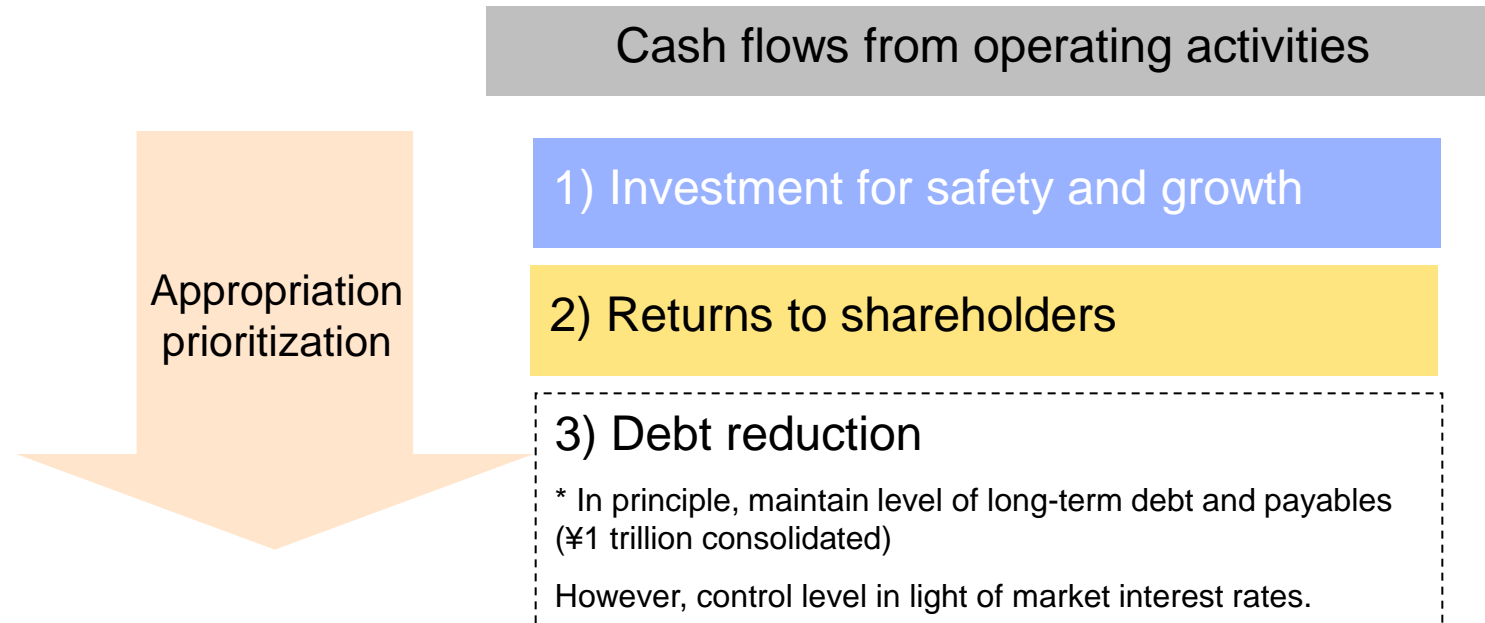 Cash flows from operating activities
Appropriation
prioritization
1) Investment for safety and growth
2) Returns to shareholders
3) Debt reduction
* In principle, maintain level of long-term debt and payables
(¥1 trillion consolidated)
However, control level in light of market interest rates.